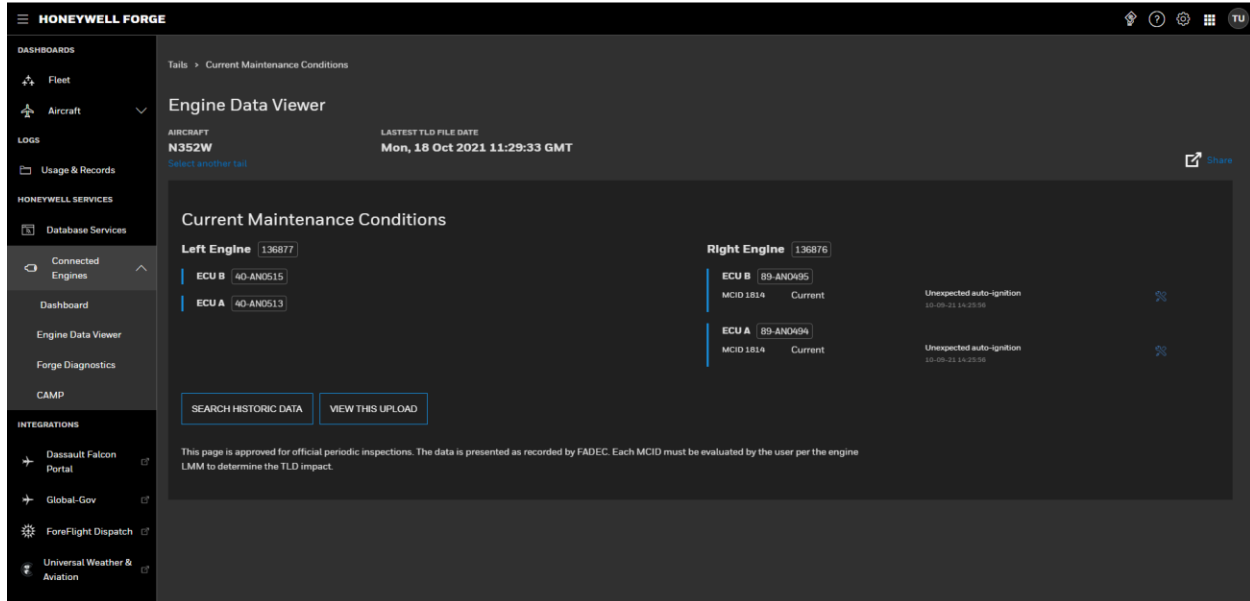 HONEYWELL FORGE
TU
DASHBOARDS
Fleet
Aircraft
LOGS
Usage & Records
HONEYWELL SERVICES
Database Services
Connected
Engines
Dashboard
Engine Data Viewer
Forge Diagnostics
CAMP
INTEGRATIONS
Dassault Falcon
Portal
Global-Gov
ForeFlight Dispatch
Universal Weather &
Aviation
Tails > Current Maintenance Conditions
Engine Data Viewer
AIRCRAFT
N352W
Select another tail
LASTEST TLD FILE DATE
Mon, 18 Oct 2021 11:29:33 GMT
Share
Current Maintenance Conditions
Left Engine 136877
ECU B 40-AN0515
ECU A 40-AN0513
Right Engine 136876
ECU B 89-AN0495
MCID 1814 Current Unexpected auto-ignition
10-09-21 14:25:58
ECU A 89-AN0494
MCID 1814 Current Unexpected auto-ignition
10-09-21 14:25:58
SEARCH HISTORIC DATA VIEW THIS UPLOAD
This page is approved for official periodic inspections. The data is presented as recorded by FADEC. Each MCID must be evaluated by the user per the engine
LMM to determine the TLD impact.